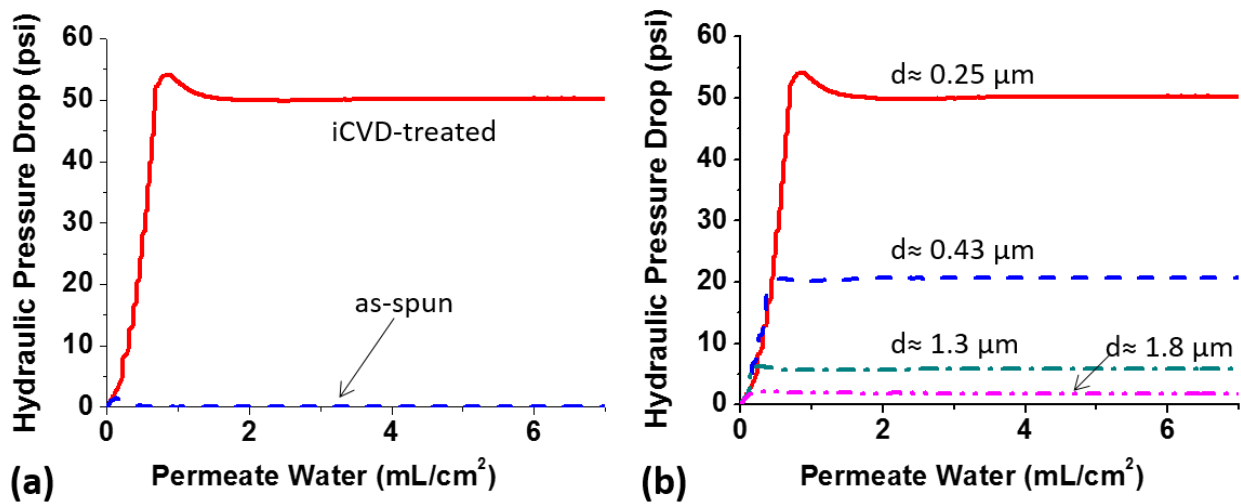 Hydraulic Pressure Drop (psi)
60
50
40
30
20
10
0
iCVD-treated
as-spun
0
2
4
6
Permeate Water (mL/cm²)
(a)
Hydraulic Pressure Drop (psi)
60
50
40
30
20
10
0
d≈ 0.25 µm
d≈ 0.43 µm
d≈ 1.3 µm
d≈ 1.8 µm
0
2
4
6
Permeate Water (mL/cm²)
(b)